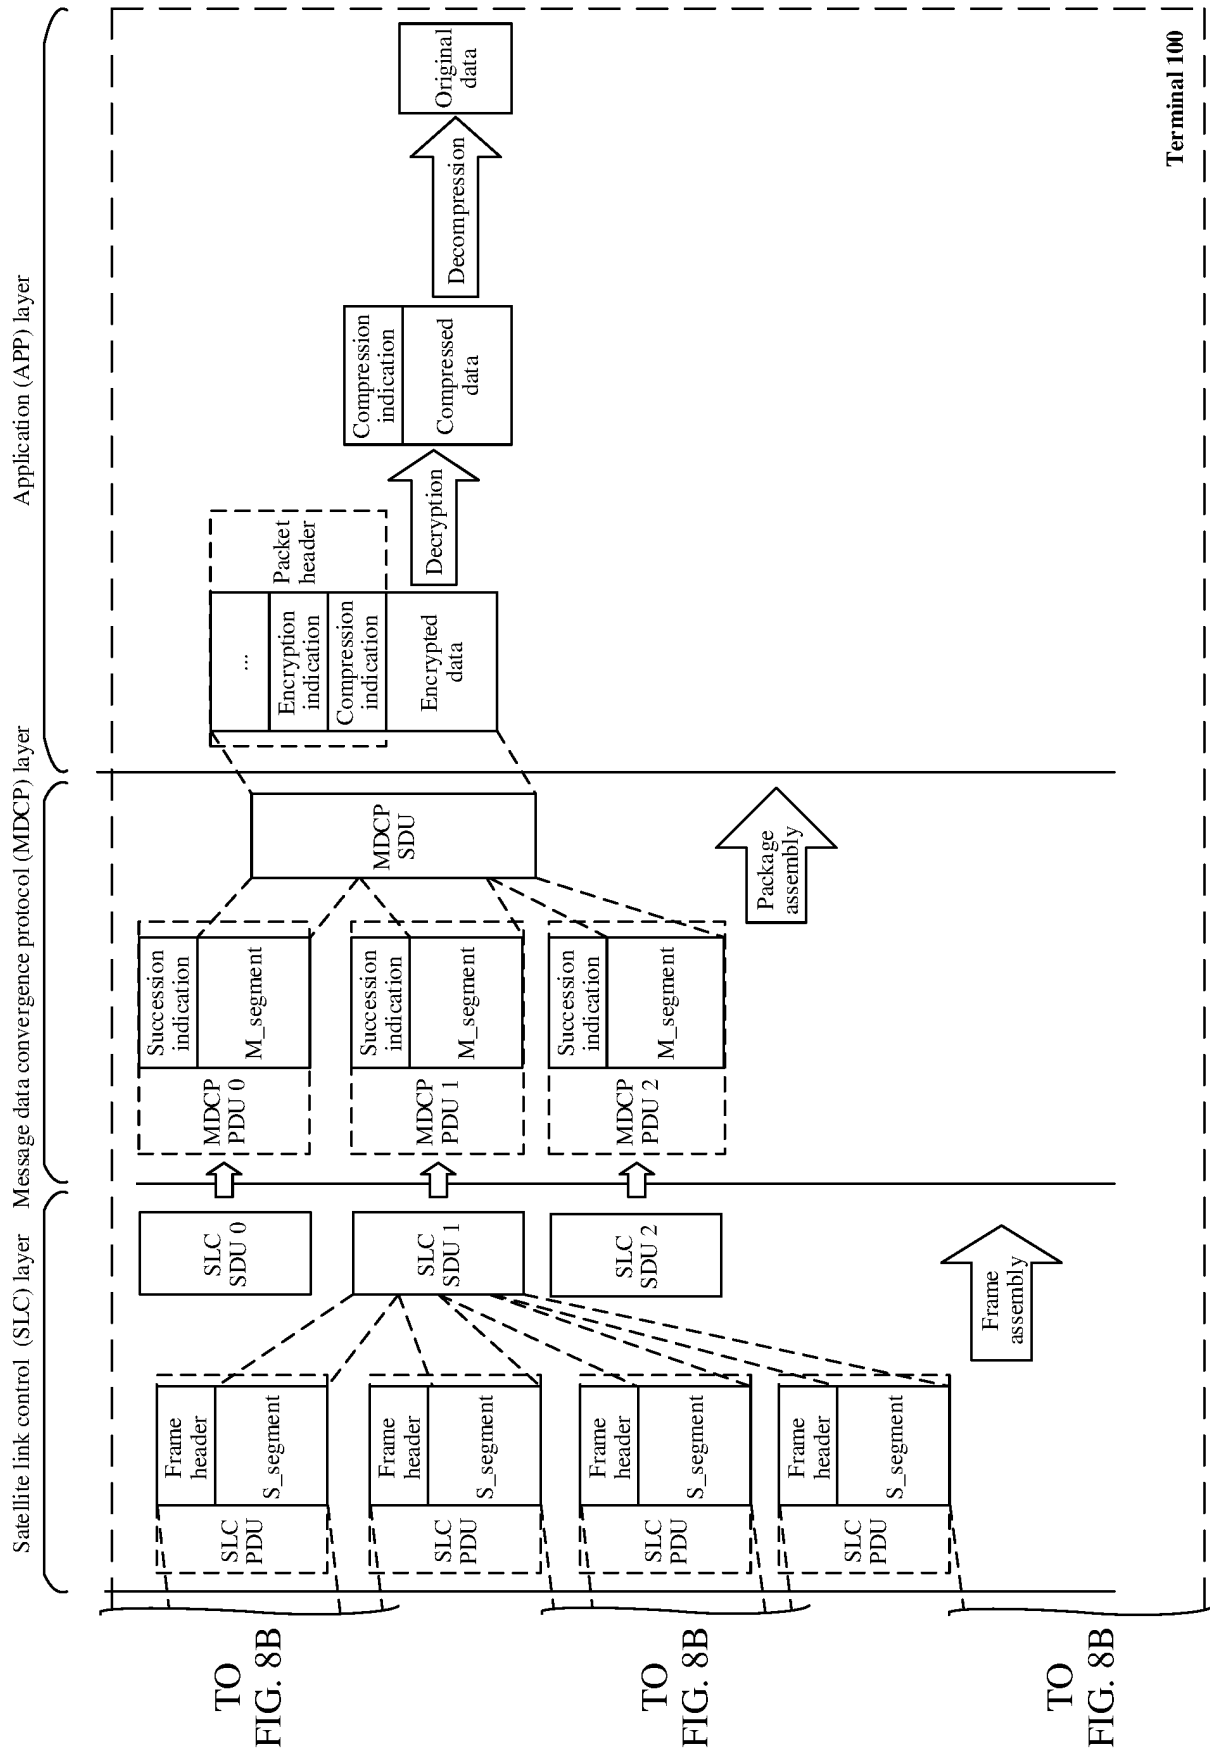 Satellite link control (SLC) layer
Message data convergence protocol (MDCP) layer
Application (APP) layer
SLC
PDU
Frame
header
S_segment
SLC
PDU
Frame
header
S_segment
SLC
PDU
Frame
header
S_segment
SLC
PDU
Frame
header
S_segment
SLC
SDU 0
SLC
SDU 1
SLC
SDU 2
Frame
assembly
MDCP
PDU 0
Succession
indication
M_segment
MDCP
PDU 1
Succession
indication
M_segment
MDCP
PDU 2
Succession
indication
M_segment
MDCP
SDU
Package
assembly
...
Encryption
indication
Compression
indication
Encrypted
data
Packet
header
Decryption
Compression
indication
Compressed
data
Decompression
Original
data
Terminal 100
TO
FIG. 8B
TO
FIG. 8B
TO
FIG. 8B